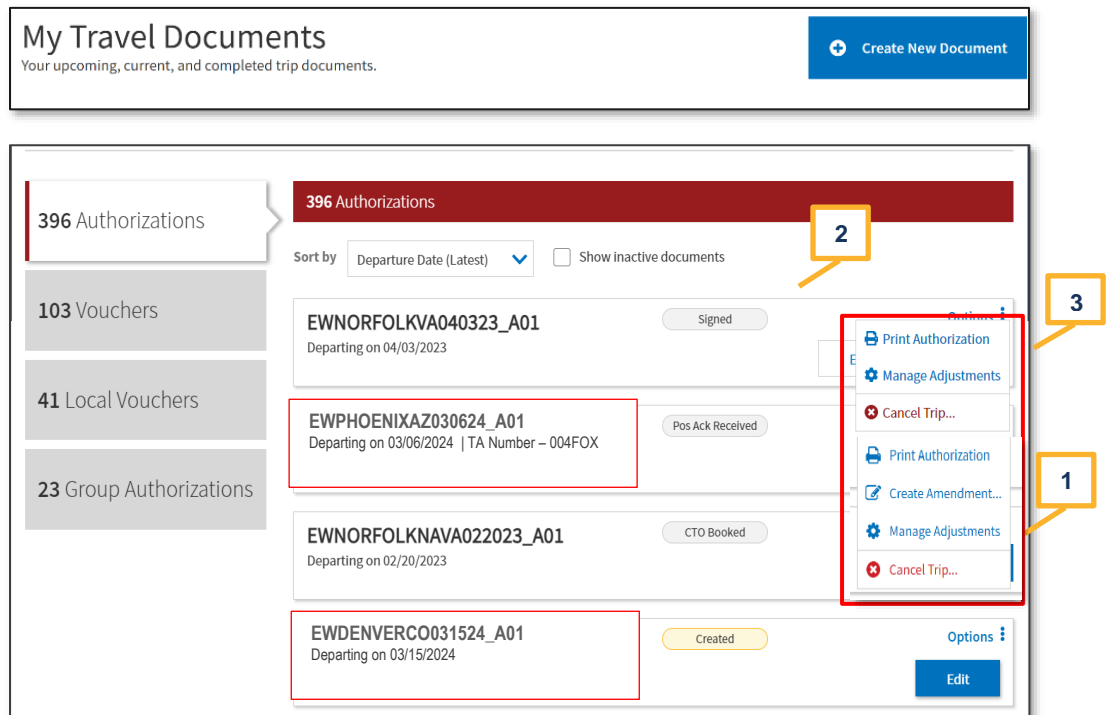 My Travel Documents
Your upcoming, current, and completed trip documents.
Create New Document
396 Authorizations
103 Vouchers
41 Local Vouchers
23 Group Authorizations
396 Authorizations
Sort by Departure Date (Latest) Show inactive documents
2
3
1
EWNORFOLKVA040323_A01
Departing on 04/03/2023
Signed
Options
E
Print Authorization
Manage Adjustments
Cancel Trip...
EWPHOENIXAZ030624_A01
Departing on 03/06/2024 | TA Number – 004FOX
Pos Ack Received
Print Authorization
Create Amendment...
Manage Adjustments
Cancel Trip...
EWNORFOLKNAVA022023_A01
Departing on 02/20/2023
CTO Booked
EWDENVERCO031524_A01
Departing on 03/15/2024
Created
Options
Edit